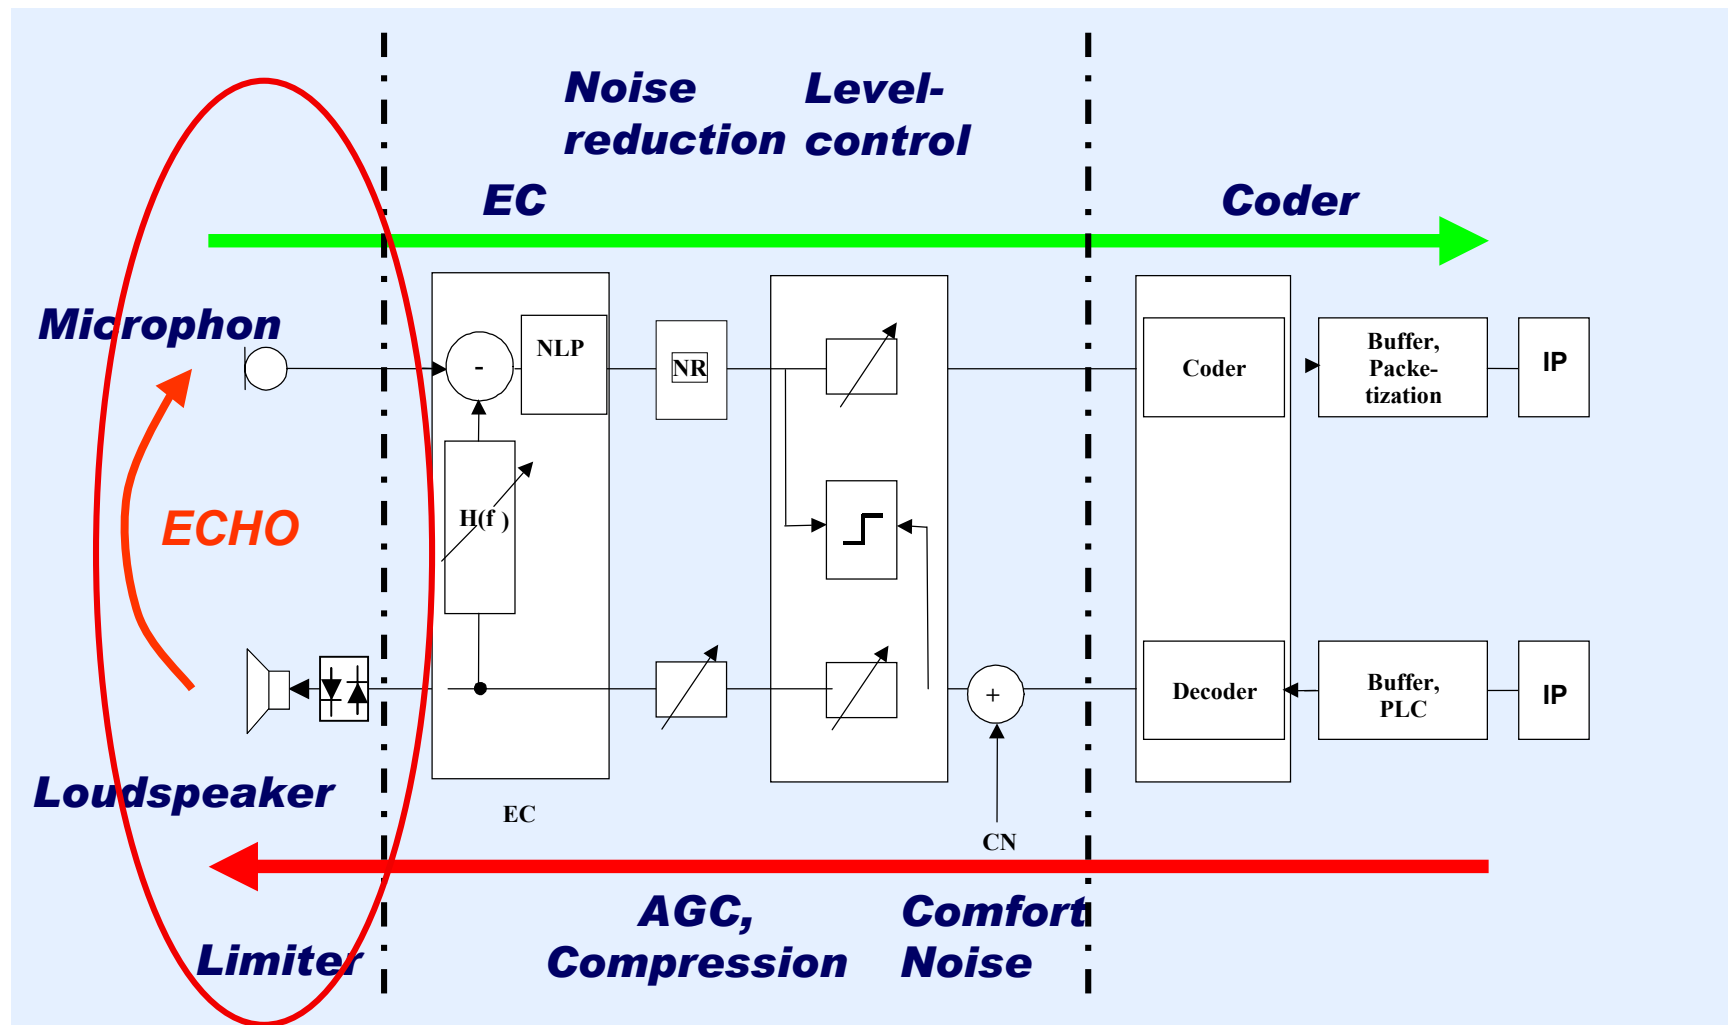 Noise
reduction
Level-
control
EC
Coder
Microphon
NLP
NR
Coder
Buffer,
Packe-
tization
IP
-
H(f )
ECHO
Decoder
Buffer,
PLC
IP
+
Loudspeaker
EC
CN
AGC,
Compression
Comfort
Noise
Limiter